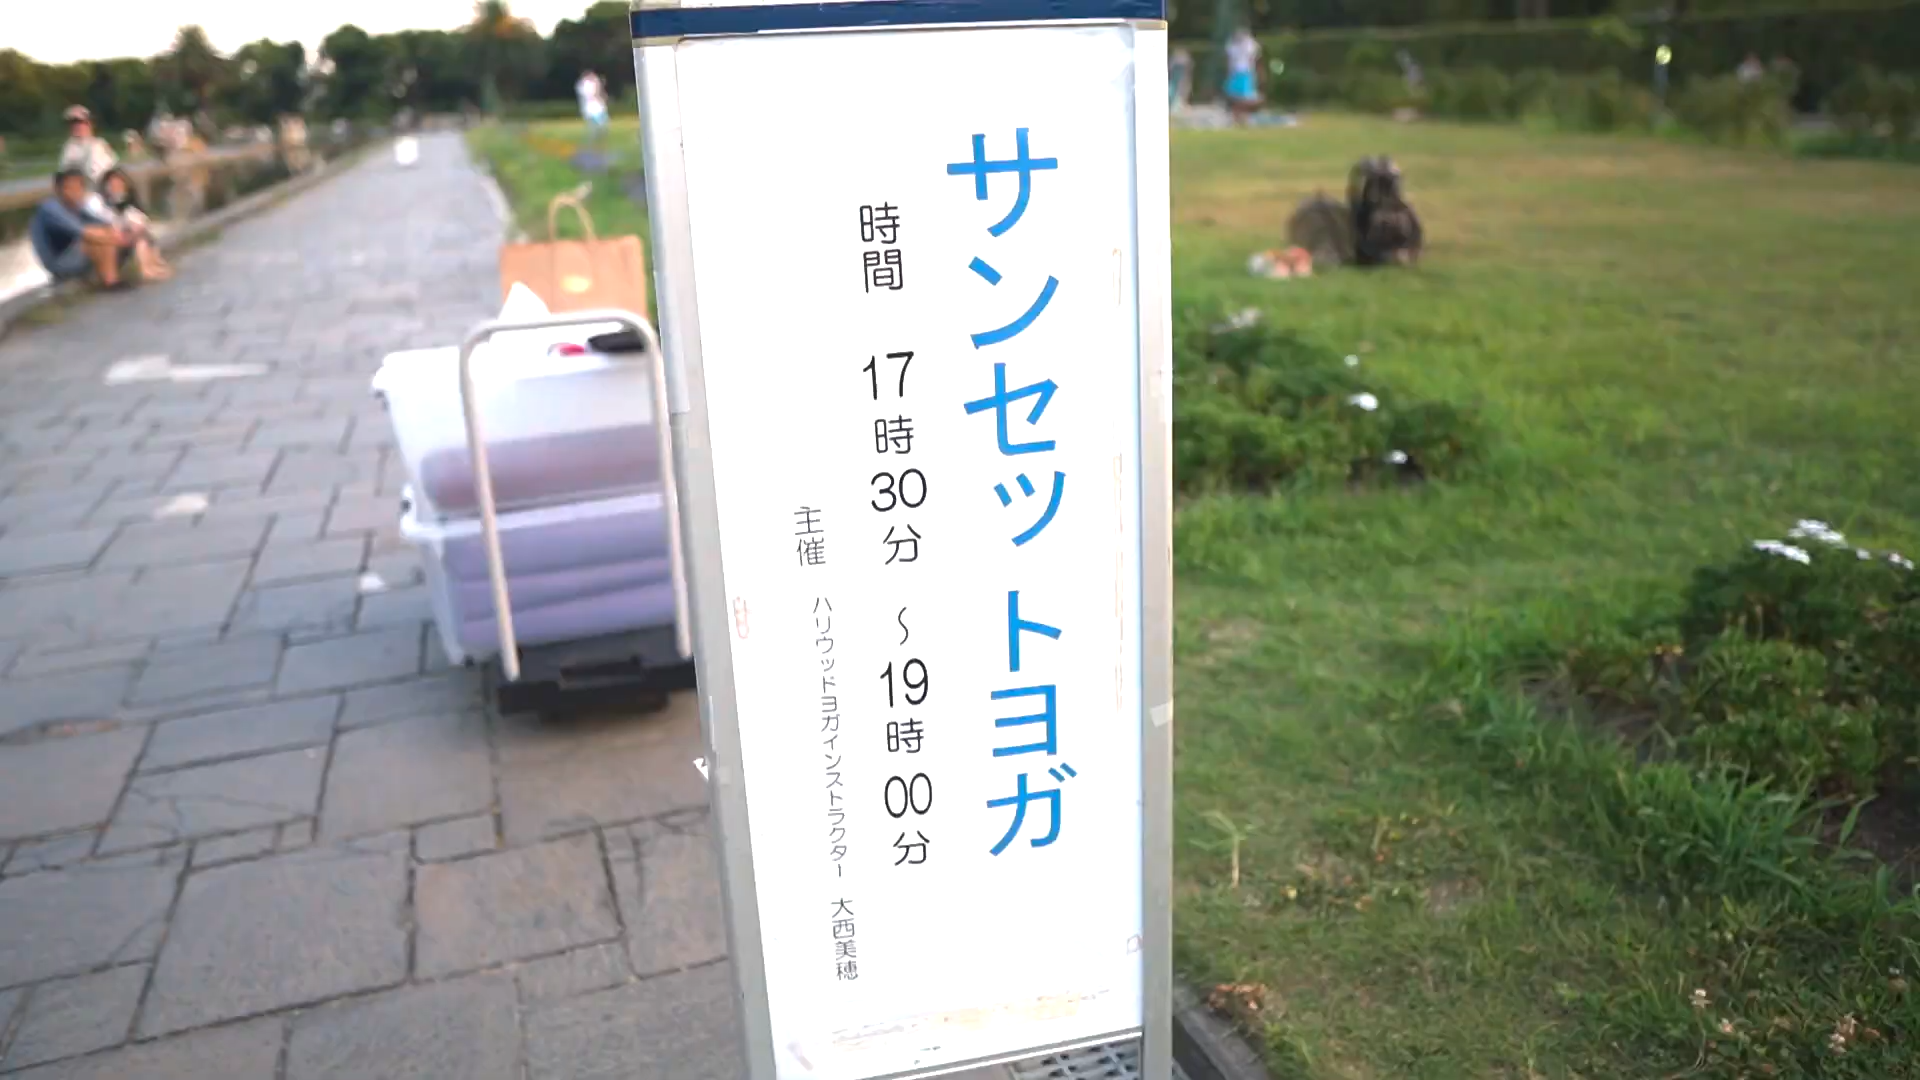 サンセットヨガ
時間 17時30分 ~19時00分
主催 ハリウッドヨガインストラクター 大西美穂